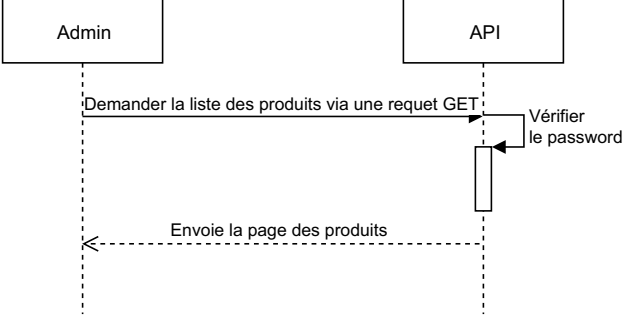 Admin
API
Demander la liste des produits via une requet GET
Vérifier
le password
Envoie la page des produits